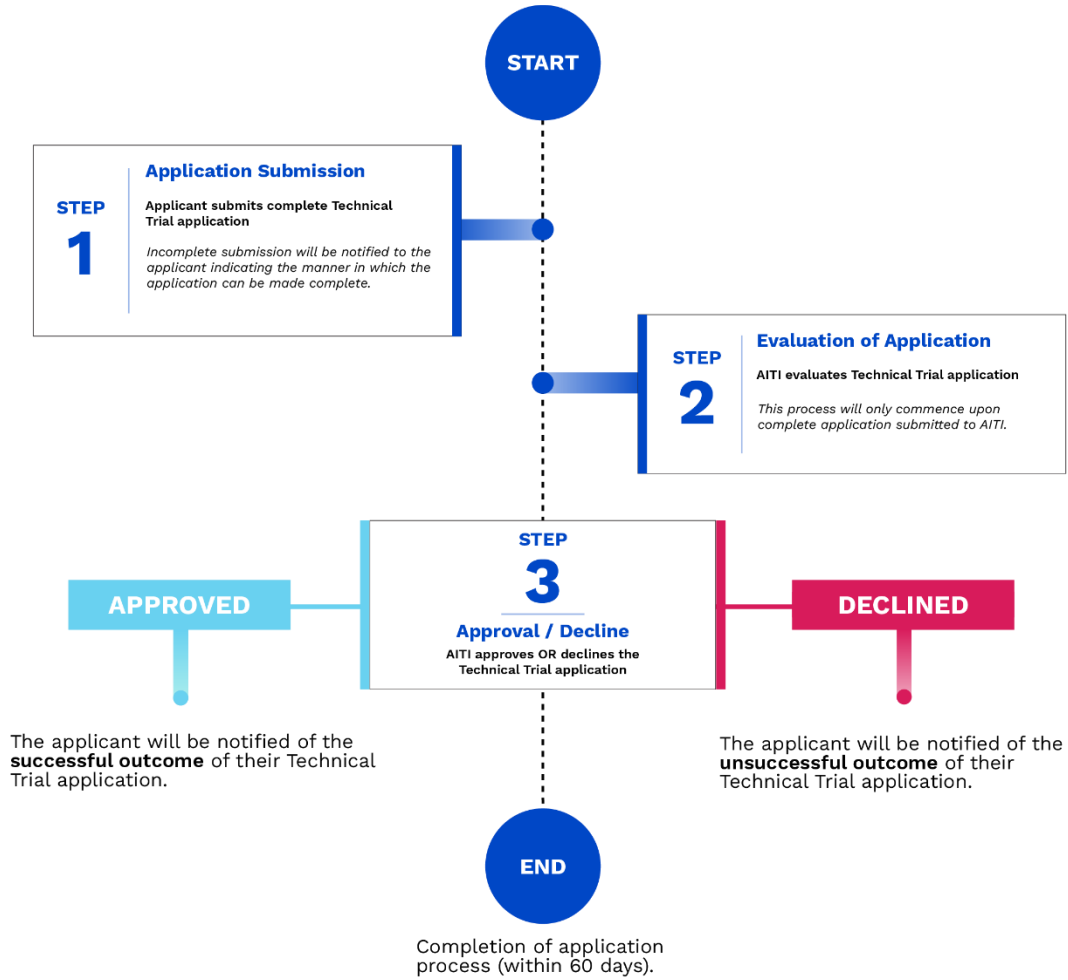 START
STEP
1
Application Submission
Applicant submits complete Technical
Trial application
Incomplete submission will be notified to the
applicant indicating the manner in which the
application can be made complete.
STEP
2
Evaluation of Application
AITI evaluates Technical Trial application
This process will only commence upon
complete application submitted to AITI.
STEP
3
Approval / Decline
AITI approves OR declines the
Technical Trial application
APPROVED
The applicant will be notified of the
successful outcome of their Technical
Trial application.
DECLINED
The applicant will be notified of the
unsuccessful outcome of their
Technical Trial application.
END
Completion of application
process (within 60 days).